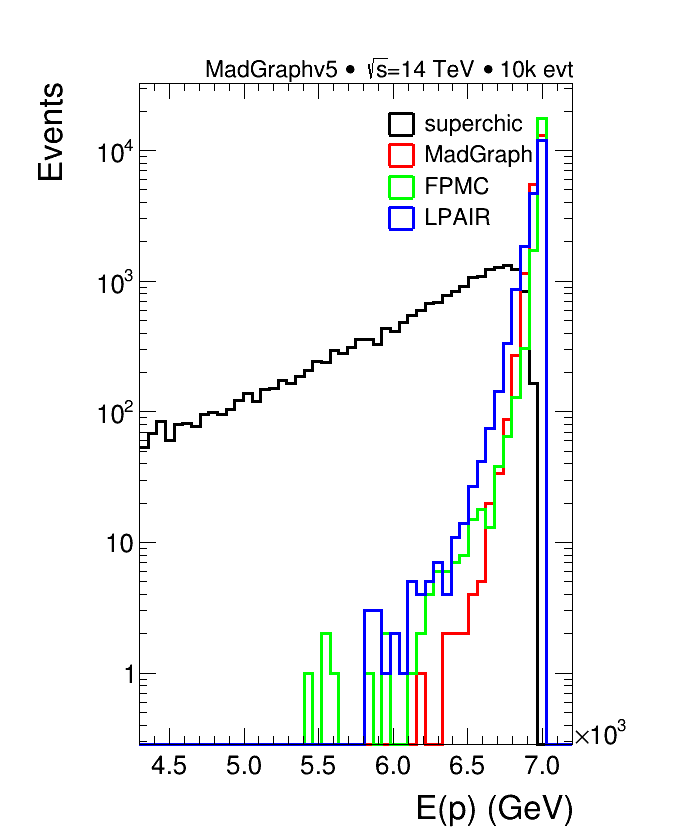 MadGraphv5 • √s=14 TeV • 10k evt
Events
superchic
MadGraph
FPMC
LPAIR
10⁴
10³
10²
10
1
4.5 5.0 5.5 6.0 6.5 7.0
×10³
E(p) (GeV)